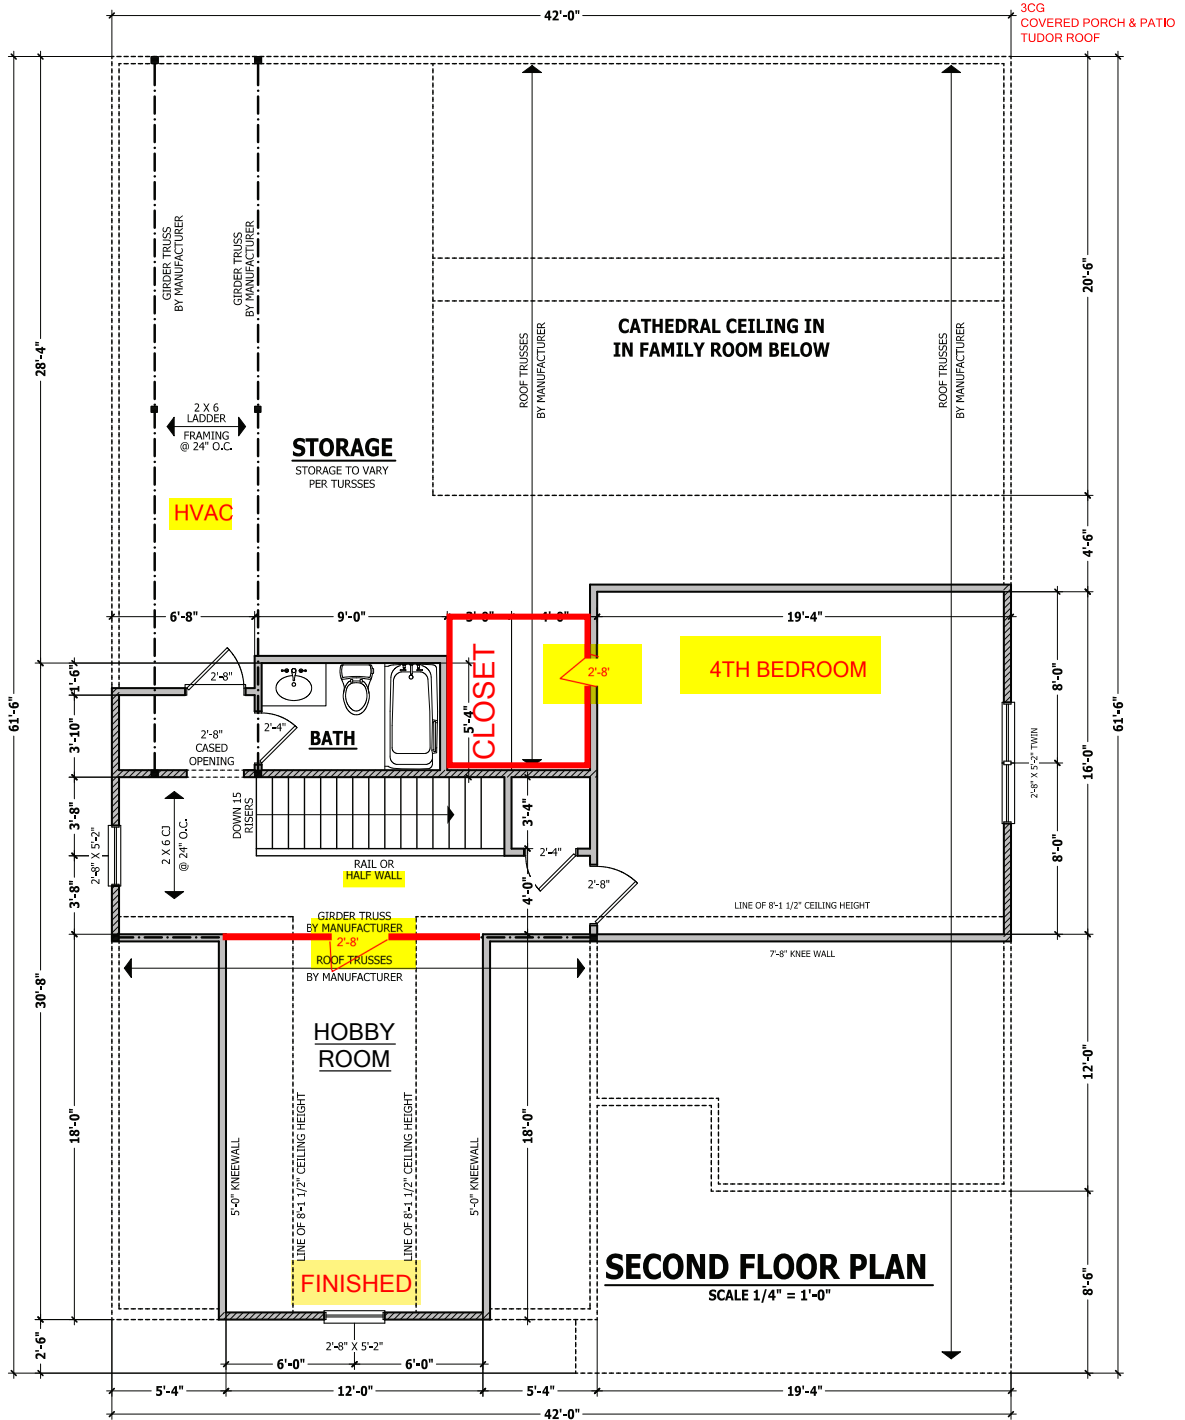 3CG
COVERED PORCH & PATIO
TUDOR ROOF
42'-0"
GIRDER TRUSS
BY MANUFACTURER
GIRDER TRUSS
BY MANUFACTURER
20'-6"
28'-4"
CATHEDRAL CEILING IN
IN FAMILY ROOM BELOW
ROOF TRUSSES
BY MANUFACTURER
ROOF TRUSSES
BY MANUFACTURER
2 X 6
LADDER
FRAMING
@ 24" O.C.
STORAGE
STORAGE TO VARY
PER TURSSES
HVAC
4'-6"
6'-8"
9'-0"
19'-4"
CLOSET
2'-8'
4TH BEDROOM
8'-0"
1'-6"
2'-8"
61'-6"
61'-6"
3'-10"
2'-8"
CASED
OPENING
2'-4"
BATH
5'-4"
2'-8" X 5'-2" TWIN
16'-0"
3'-8"
2'-8" X 5'-2"
2 X 6 CJ
@ 24" O.C.
DOWN 15
RISERS
3'-4"
8'-0"
RAIL OR
HALF WALL
2'-4"
2'-8"
3'-8"
4'-0"
LINE OF 8'-1 1/2" CEILING HEIGHT
GIRDER TRUSS
BY MANUFACTURER
2'-8'
ROOF TRUSSES
BY MANUFACTURER
7'-8" KNEE WALL
30'-8"
HOBBY
ROOM
12'-0"
18'-0"
5'-0" KNEEWALL
LINE OF 8'-1 1/2" CEILING HEIGHT
LINE OF 8'-1 1/2" CEILING HEIGHT
5'-0" KNEEWALL
18'-0"
FINISHED
SECOND FLOOR PLAN
SCALE 1/4" = 1'-0"
8'-6"
2'-6"
2'-8" X 5'-2"
6'-0"
6'-0"
5'-4"
12'-0"
5'-4"
19'-4"
42'-0"